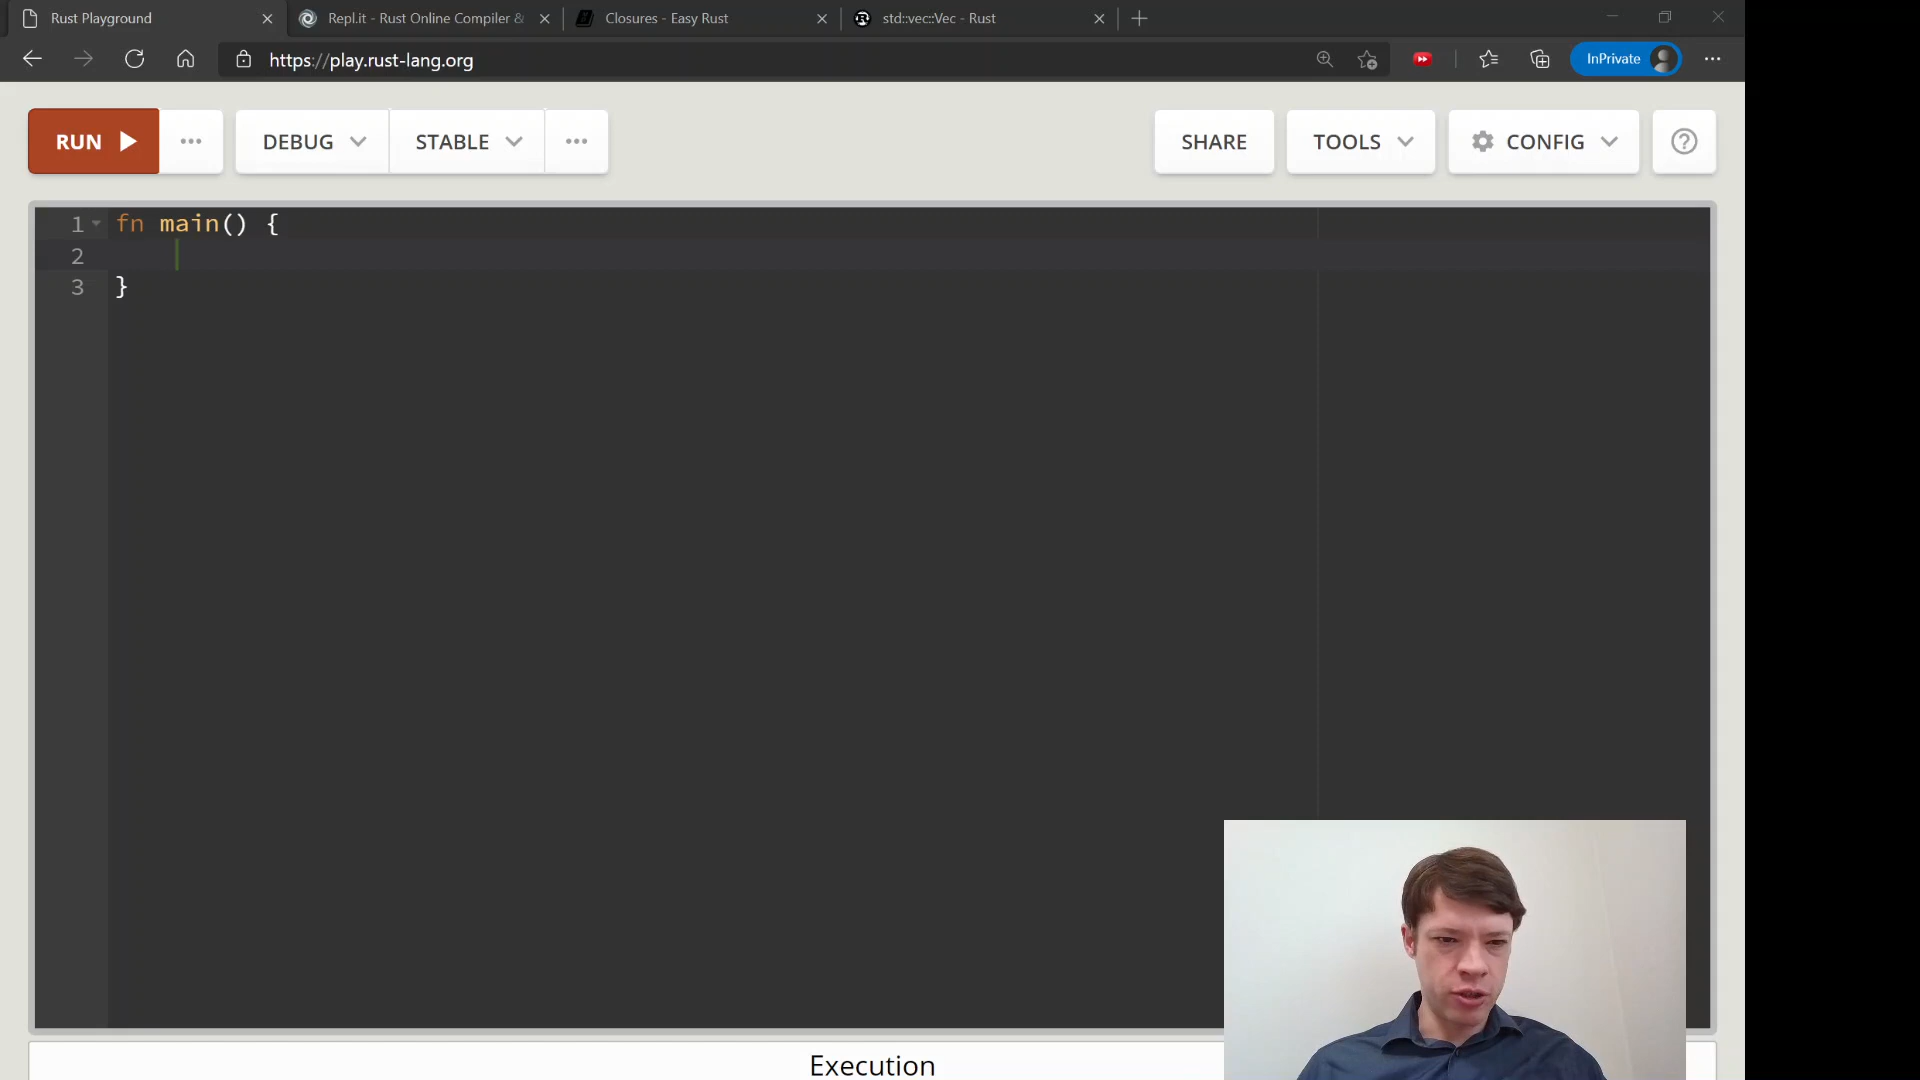 Rust Playground
Repl.it - Rust Online Compiler &
Closures - Easy Rust
std::vec::Vec - Rust
https://play.rust-lang.org
InPrivate
RUN
DEBUG
STABLE
SHARE
TOOLS
CONFIG
1 fn main() {
2
3 }
Execution